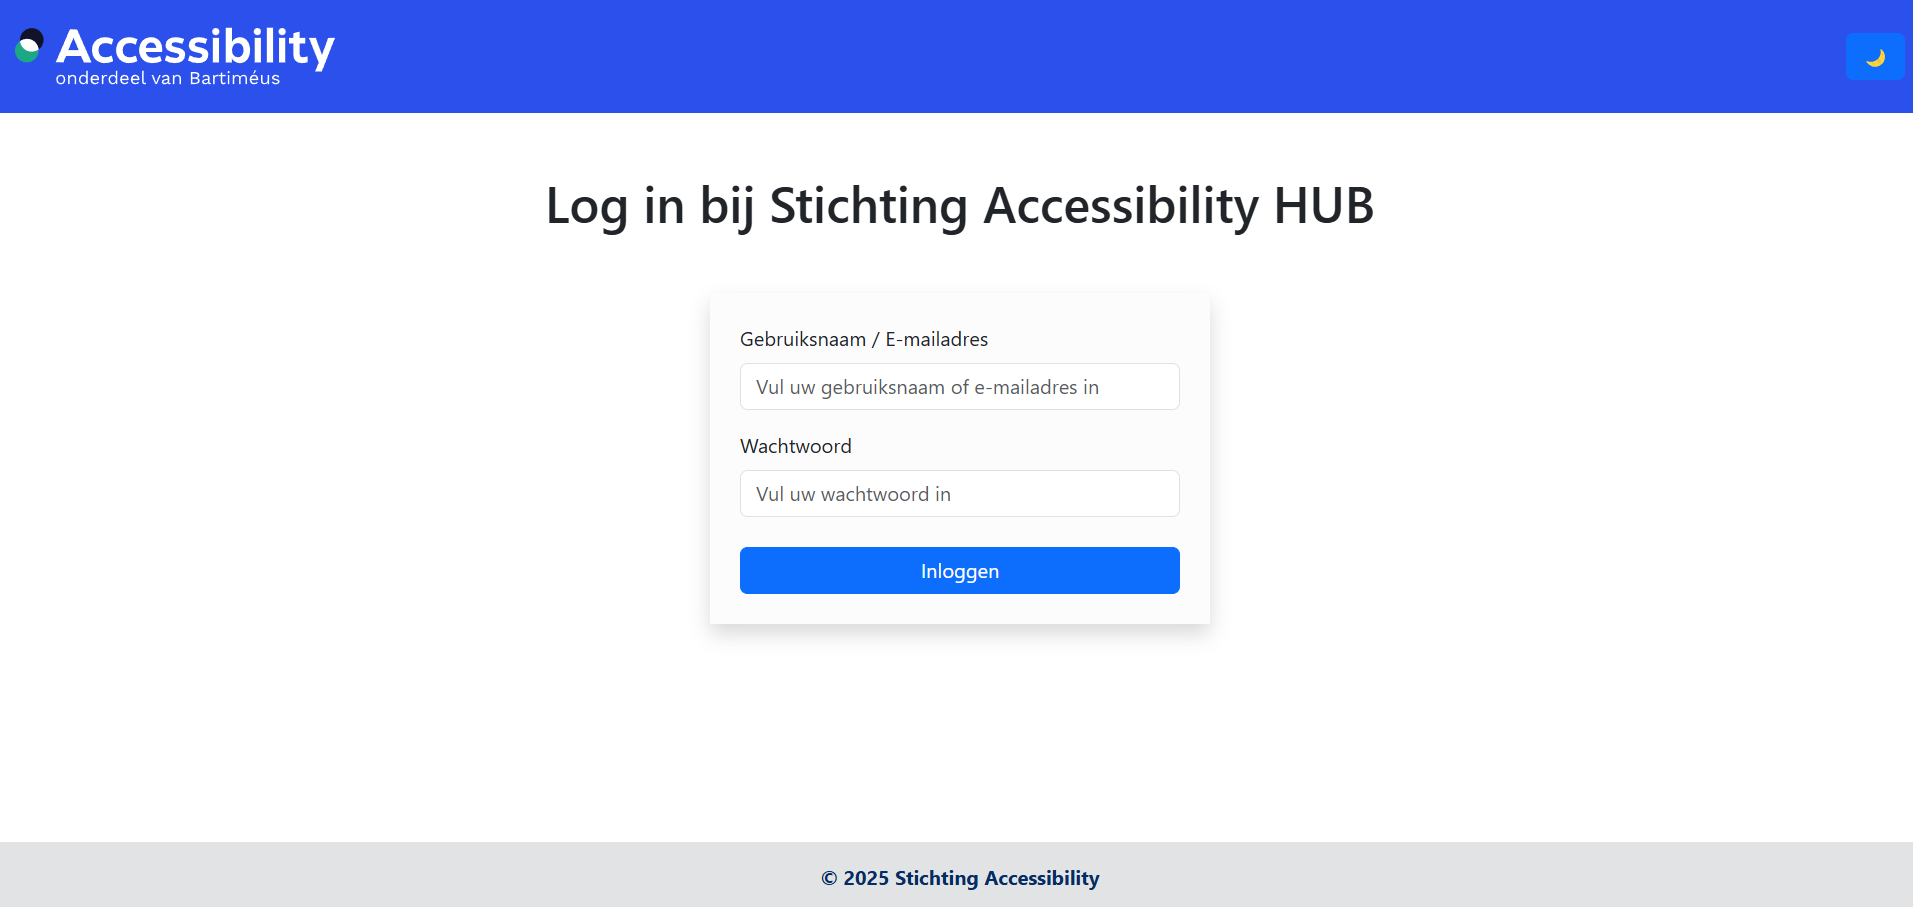 Accessibility
onderdeel van Bartiméus
Log in bij Stichting Accessibility HUB
Gebruiksnaam / E-mailadres
Vul uw gebruiksnaam of e-mailadres in
Wachtwoord
Vul uw wachtwoord in
Inloggen
© 2025 Stichting Accessibility